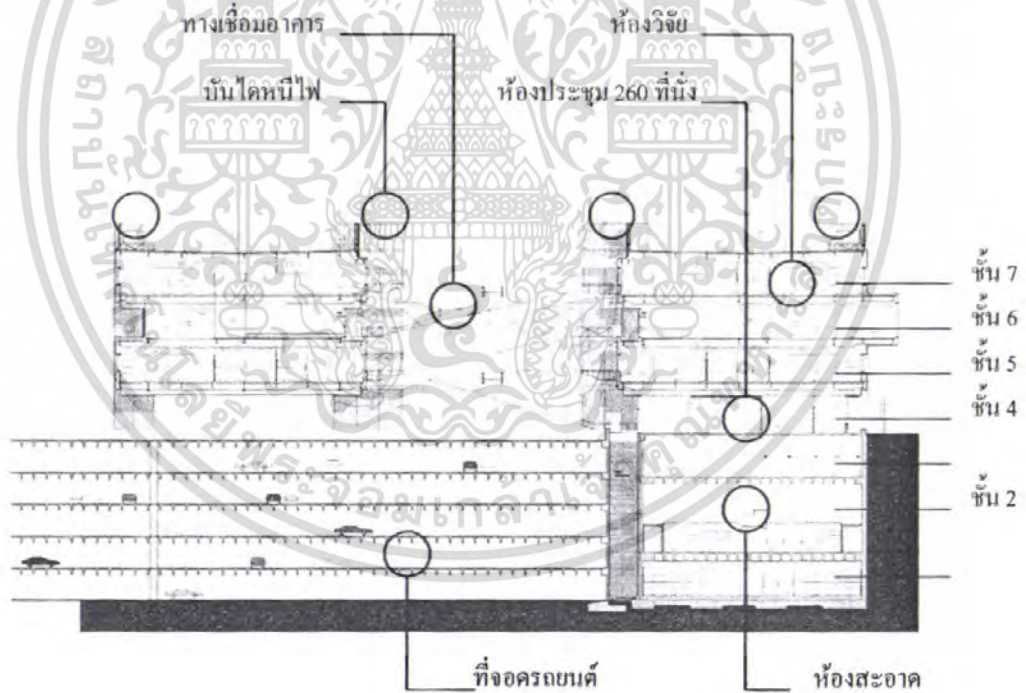 ทางเชื่อมอาคาร
ห้องวิจัย
บันไดหนีไฟ
ห้องประชุม 260 ที่นั่ง
ชั้น 7
ชั้น 6
ชั้น 5
ชั้น 4
ชั้น 2
ที่จอดรถยนต์
ห้องสะอาด